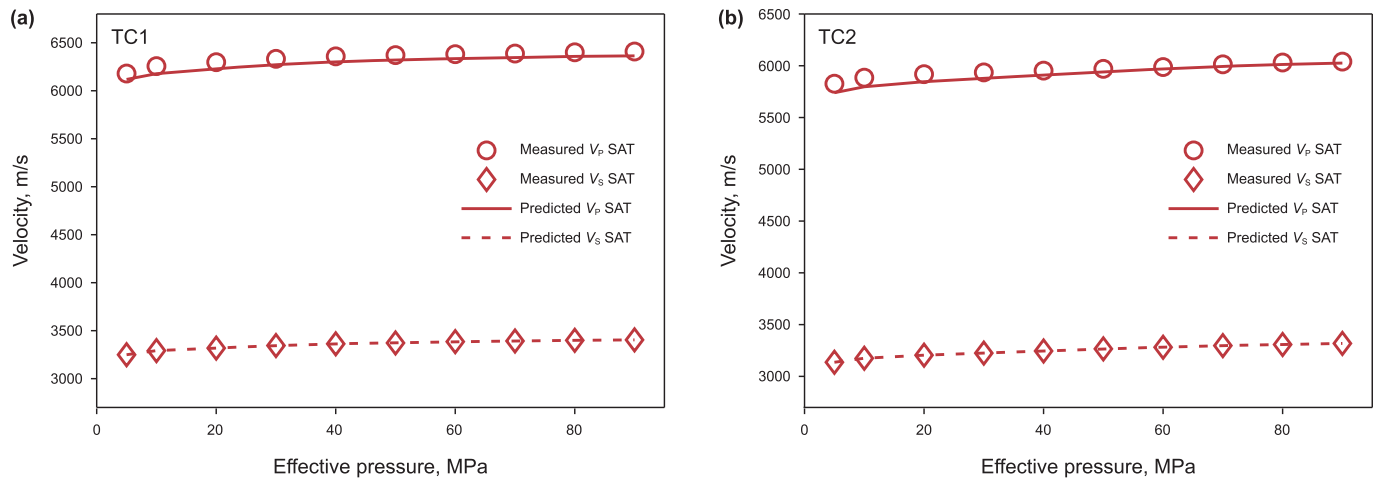 (a)
TC1
6500
6000
5500
5000
4500
4000
3500
3000
0
20
40
60
80
Velocity, m/s
Effective pressure, MPa
Measured VP SAT
Measured VS SAT
Predicted VP SAT
Predicted VS SAT
(b)
TC2
6500
6000
5500
5000
4500
4000
3500
3000
0
20
40
60
80
Velocity, m/s
Effective pressure, MPa
Measured VP SAT
Measured VS SAT
Predicted VP SAT
Predicted VS SAT